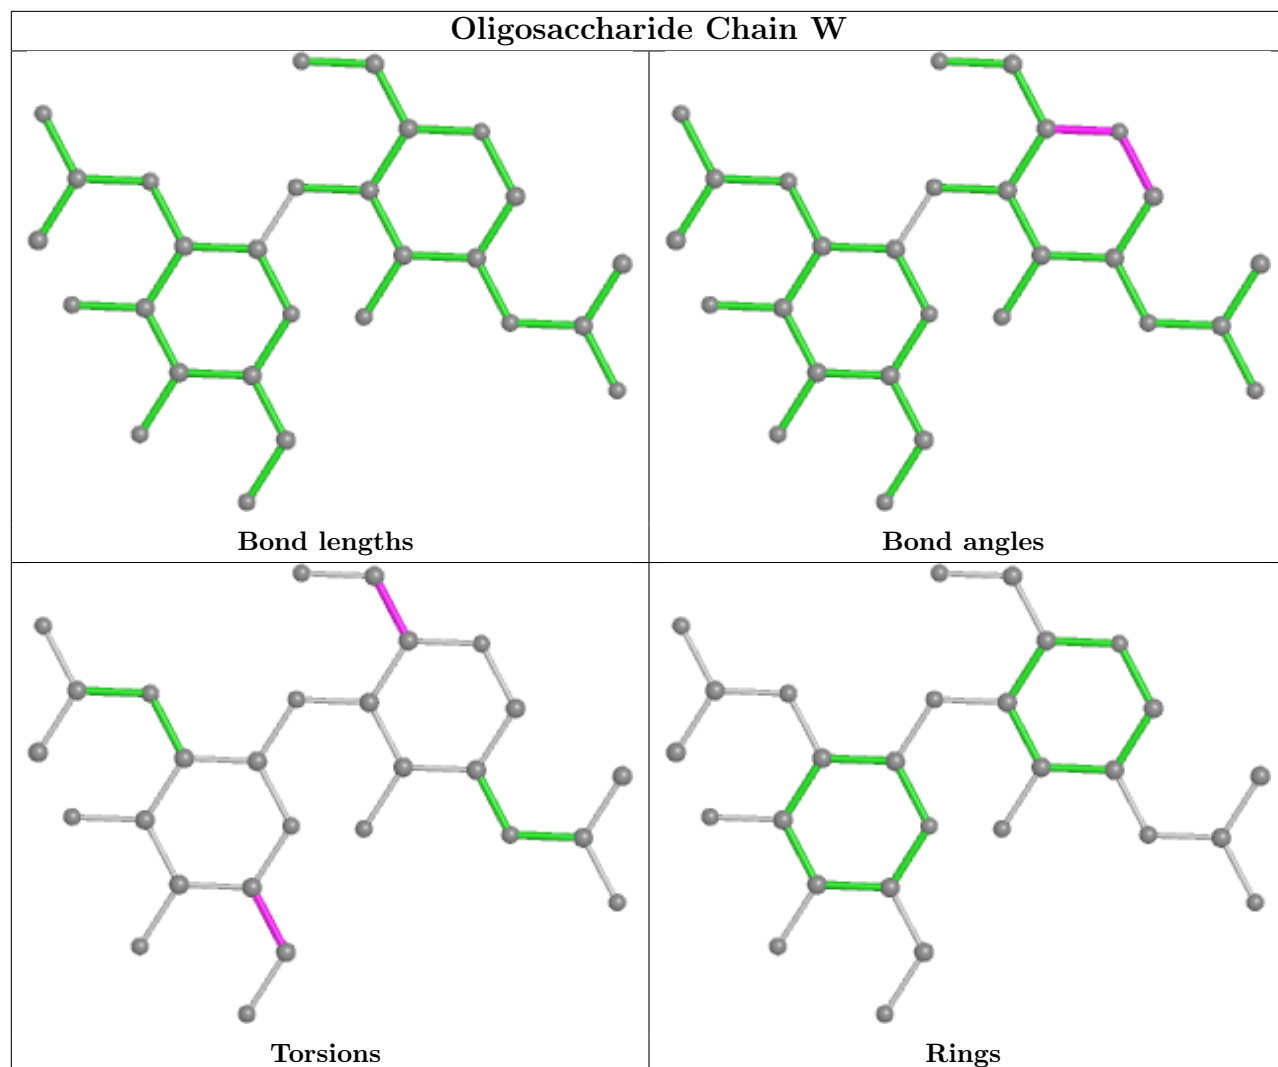 Oligosaccharide Chain W
Bond lengths
Bond angles
Torsions
Rings